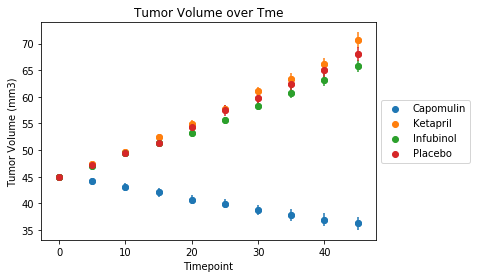 Tumor Volume over Tme
Tumor Volume (mm3)
70
65
60
55
50
45
40
35
0
10
20
30
40
Timepoint
Capomulin
Ketapril
Infubinol
Placebo